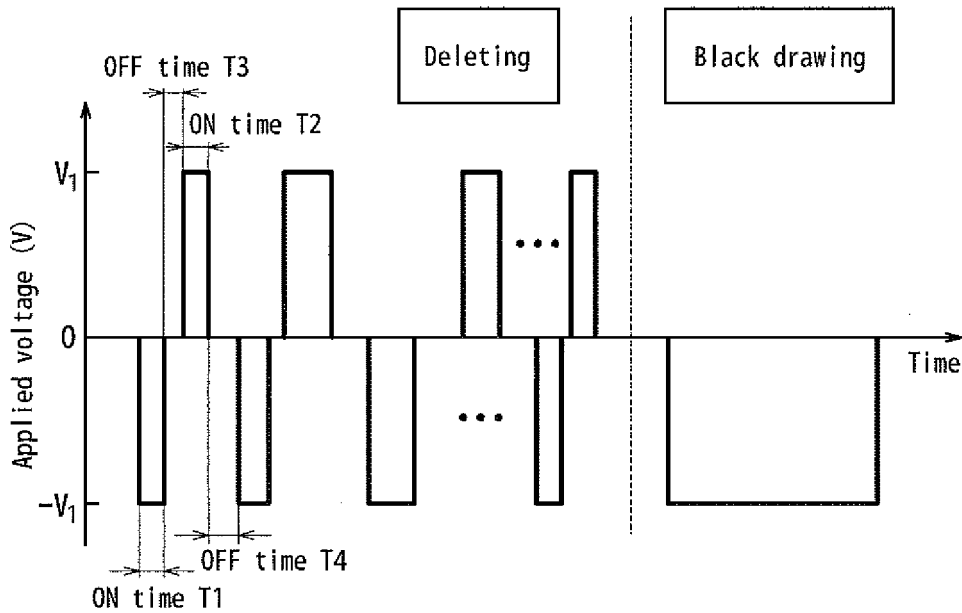 Deleting
Black drawing
OFF time T3
ON time T2
V1
Applied voltage (V)
0
Time
-V1
OFF time T4
ON time T1